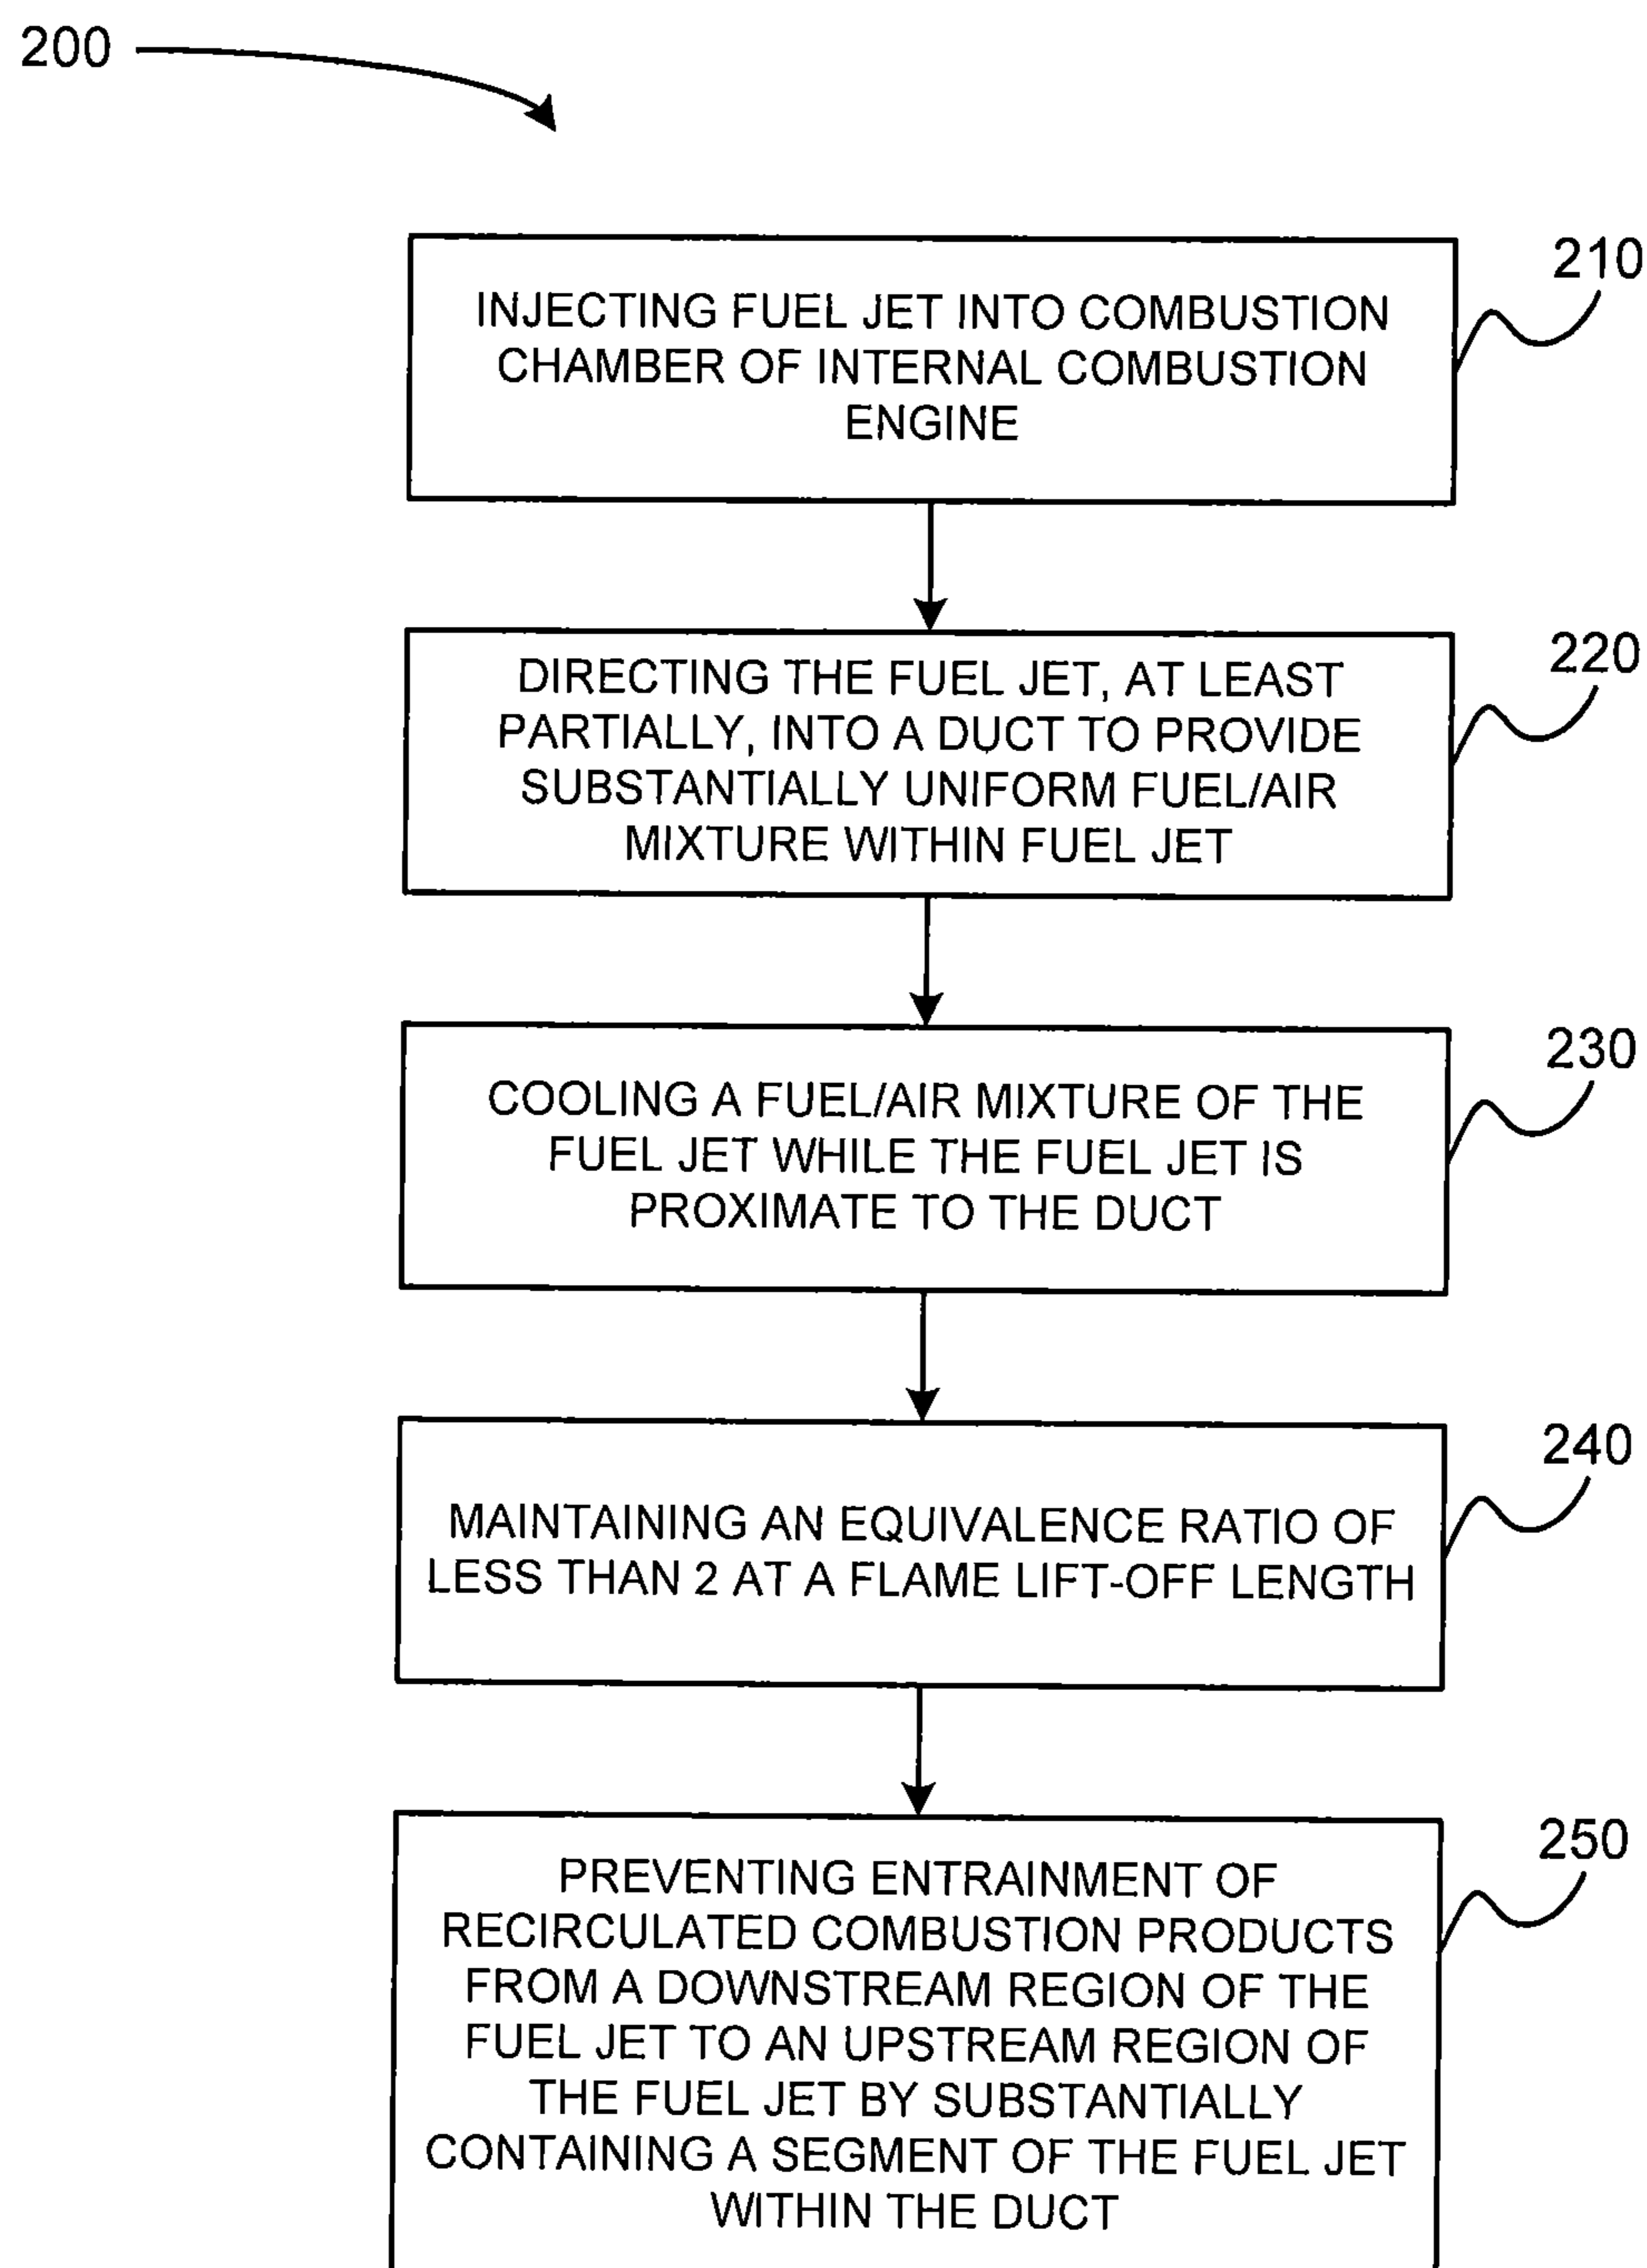 200
210
INJECTING FUEL JET INTO COMBUSTION
CHAMBER OF INTERNAL COMBUSTION
ENGINE
220
DIRECTING THE FUEL JET, AT LEAST
PARTIALLY, INTO A DUCT TO PROVIDE
SUBSTANTIALLY UNIFORM FUEL/AIR
MIXTURE WITHIN FUEL JET
230
COOLING A FUEL/AIR MIXTURE OF THE
FUEL JET WHILE THE FUEL JET IS
PROXIMATE TO THE DUCT
240
MAINTAINING AN EQUIVALENCE RATIO OF
LESS THAN 2 AT A FLAME LIFT-OFF LENGTH
250
PREVENTING ENTRAINMENT OF
RECIRCULATED COMBUSTION PRODUCTS
FROM A DOWNSTREAM REGION OF THE
FUEL JET TO AN UPSTREAM REGION OF
THE FUEL JET BY SUBSTANTIALLY
CONTAINING A SEGMENT OF THE FUEL JET
WITHIN THE DUCT